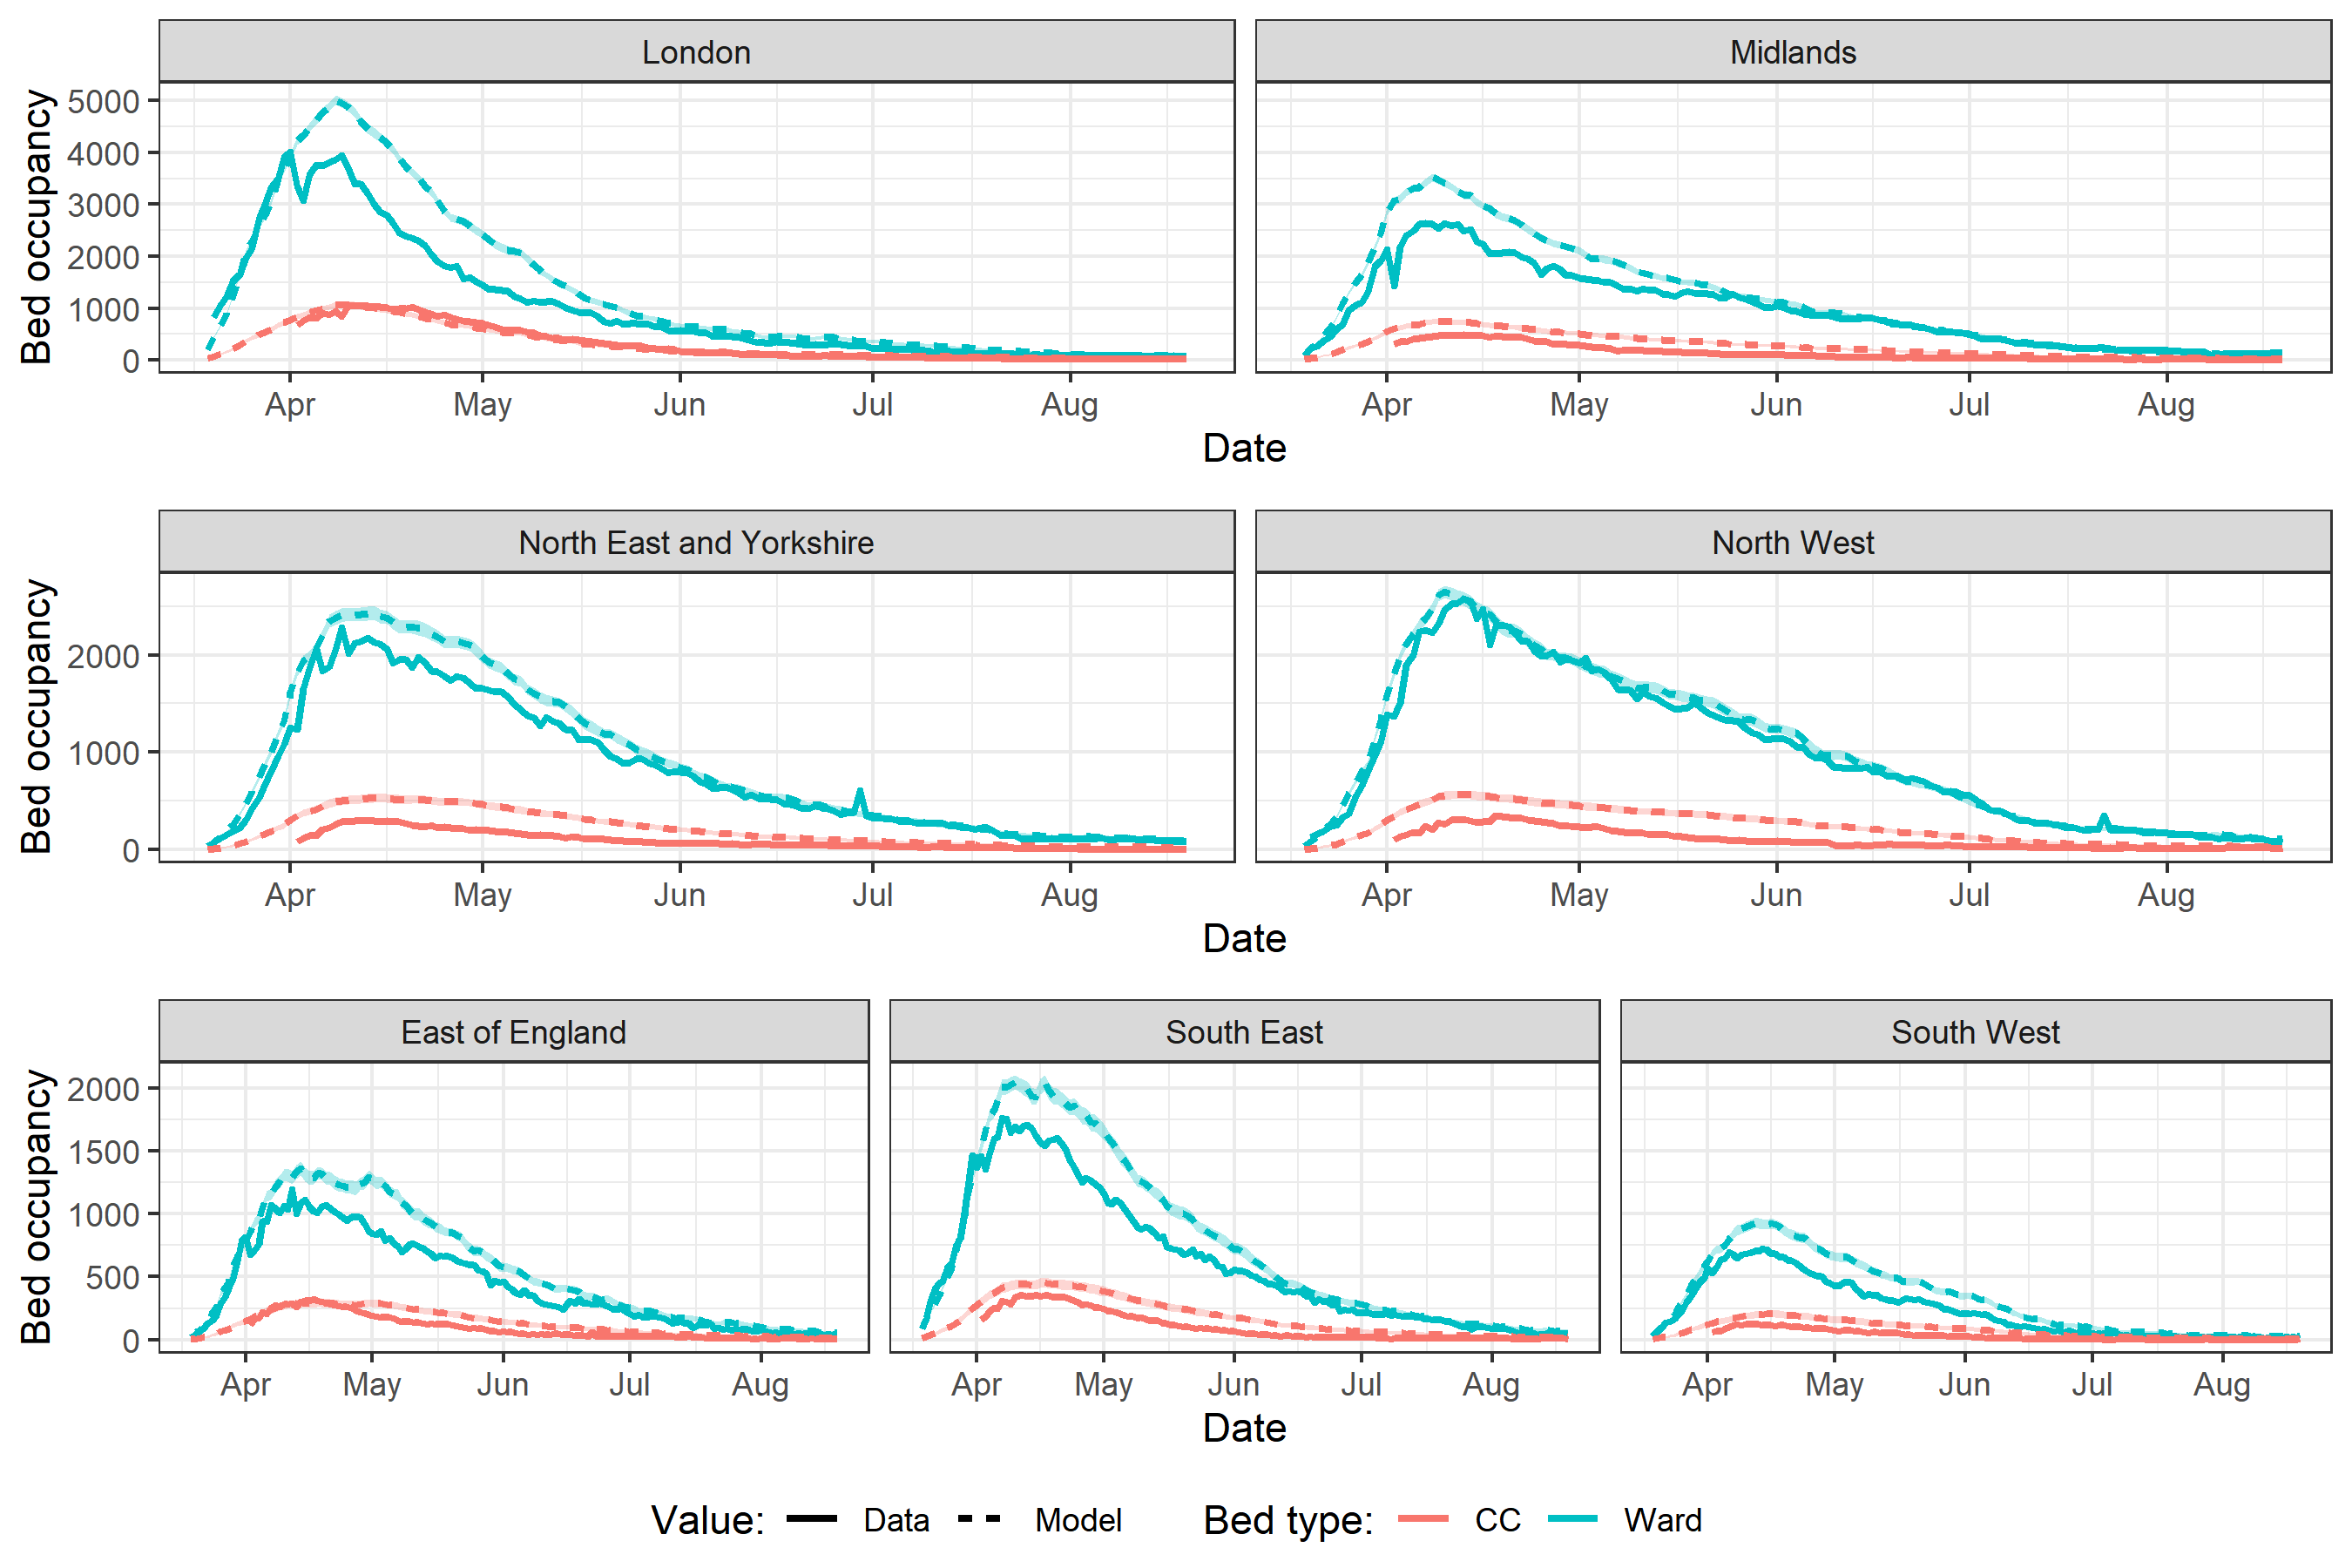 London Midlands
Bed occupancy
5000
4000
3000
2000
1000
0
Apr May Jun Jul Aug Apr May Jun Jul Aug
Date
North East and Yorkshire North West
Bed occupancy
2000
1000
0
Apr May Jun Jul Aug Apr May Jun Jul Aug
Date
East of England South East South West
Bed occupancy
2000
1500
1000
500
0
Apr May Jun Jul Aug Apr May Jun Jul Aug Apr May Jun Jul Aug
Date
Value: Data Model Bed type: CC Ward